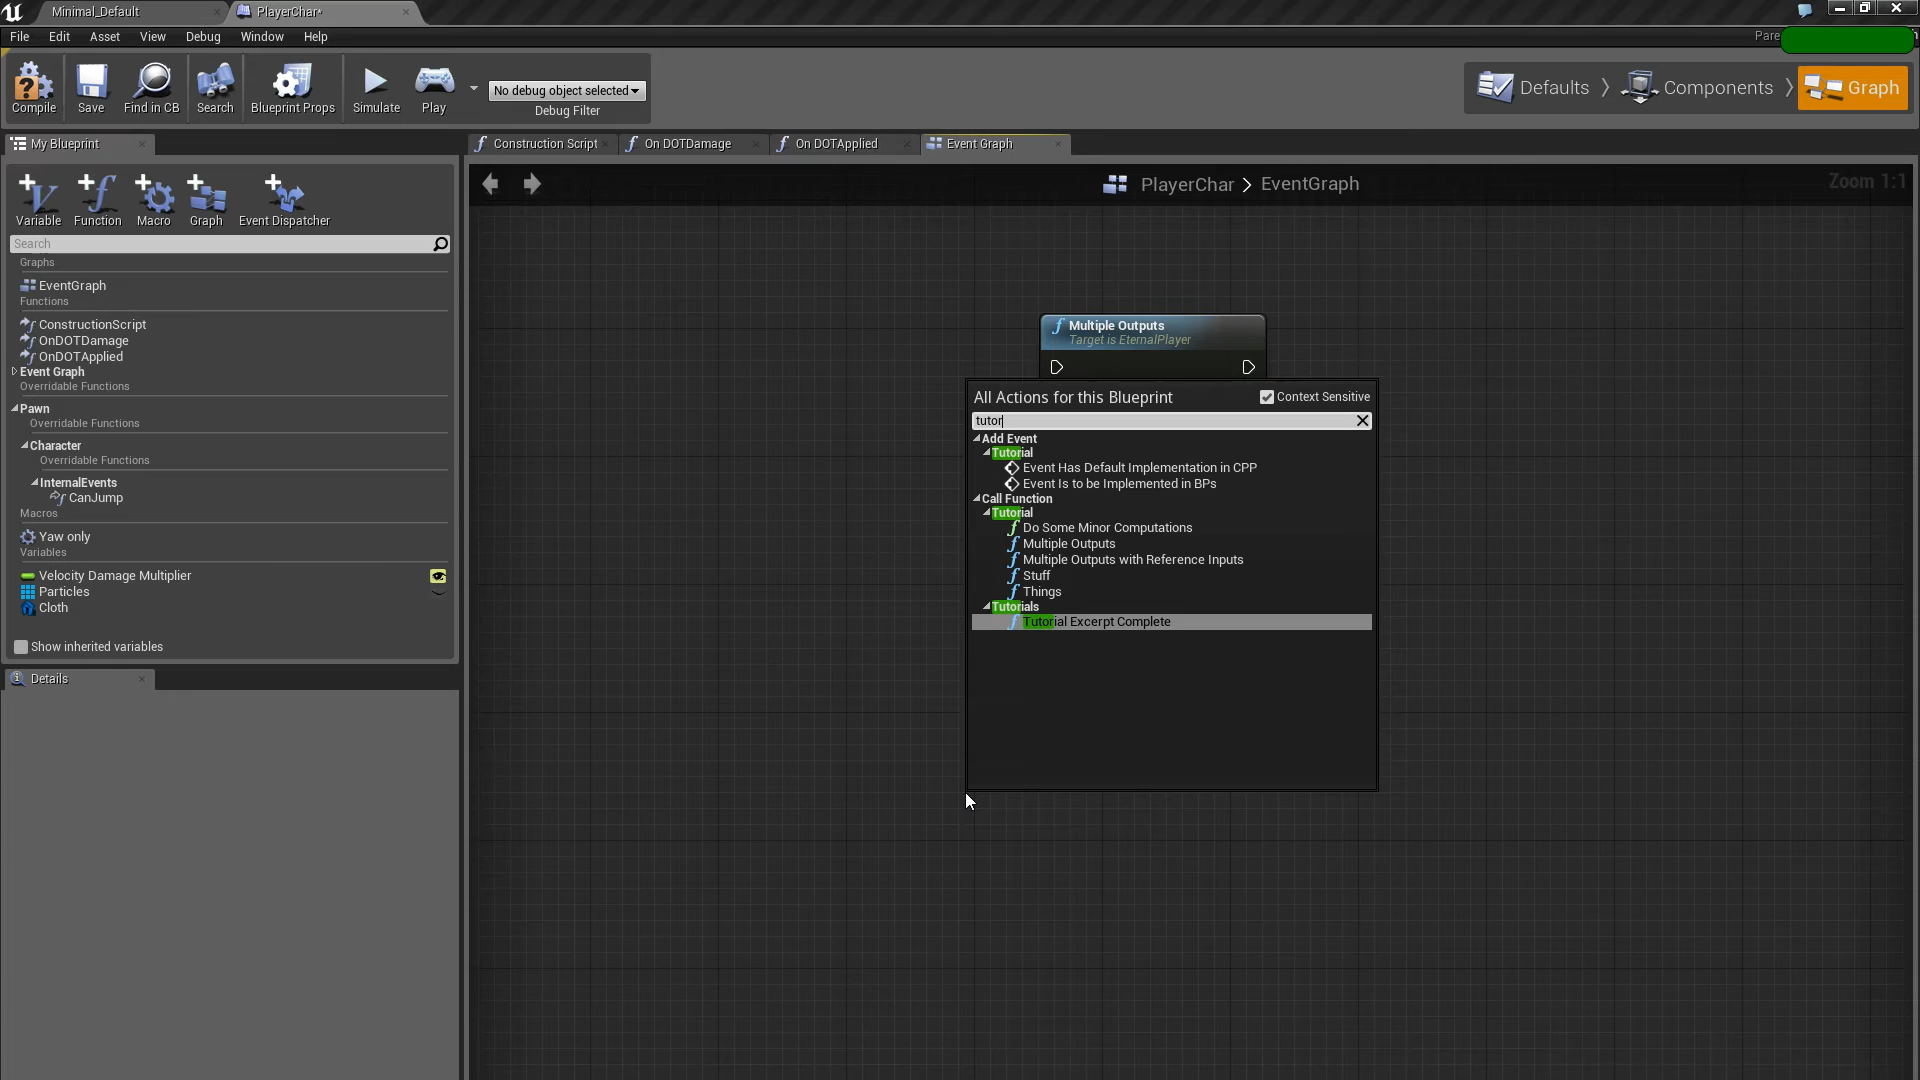 Minimal_Default
PlayerChar*
File Edit Asset View Debug Window Help
Pare
Compile Save Find in CB Search Blueprint Props Simulate Play
No debug object selected
Debug Filter
Defaults Components Graph
My Blueprint
Construction Script On DOTDamage On DOTApplied Event Graph
Variable Function Macro Graph Event Dispatcher
PlayerChar > EventGraph
Zoom 1:1
Search
Graphs
EventGraph
Functions
ConstructionScript
OnDOTDamage
OnDOTApplied
Event Graph
Overridable Functions
Pawn
Overridable Functions
Character
Overridable Functions
InternalEvents
CanJump
Macros
Yaw only
Variables
Velocity Damage Multiplier
Particles
Cloth
Show inherited variables
Details
Multiple Outputs
Target is EternalPlayer
All Actions for this Blueprint
Context Sensitive
tutor
Add Event
Tutorial
Event Has Default Implementation in CPP
Event Is to be Implemented in BPs
Call Function
Tutorial
Do Some Minor Computations
Multiple Outputs
Multiple Outputs with Reference Inputs
Stuff
Things
Tutorials
Tutorial Excerpt Complete